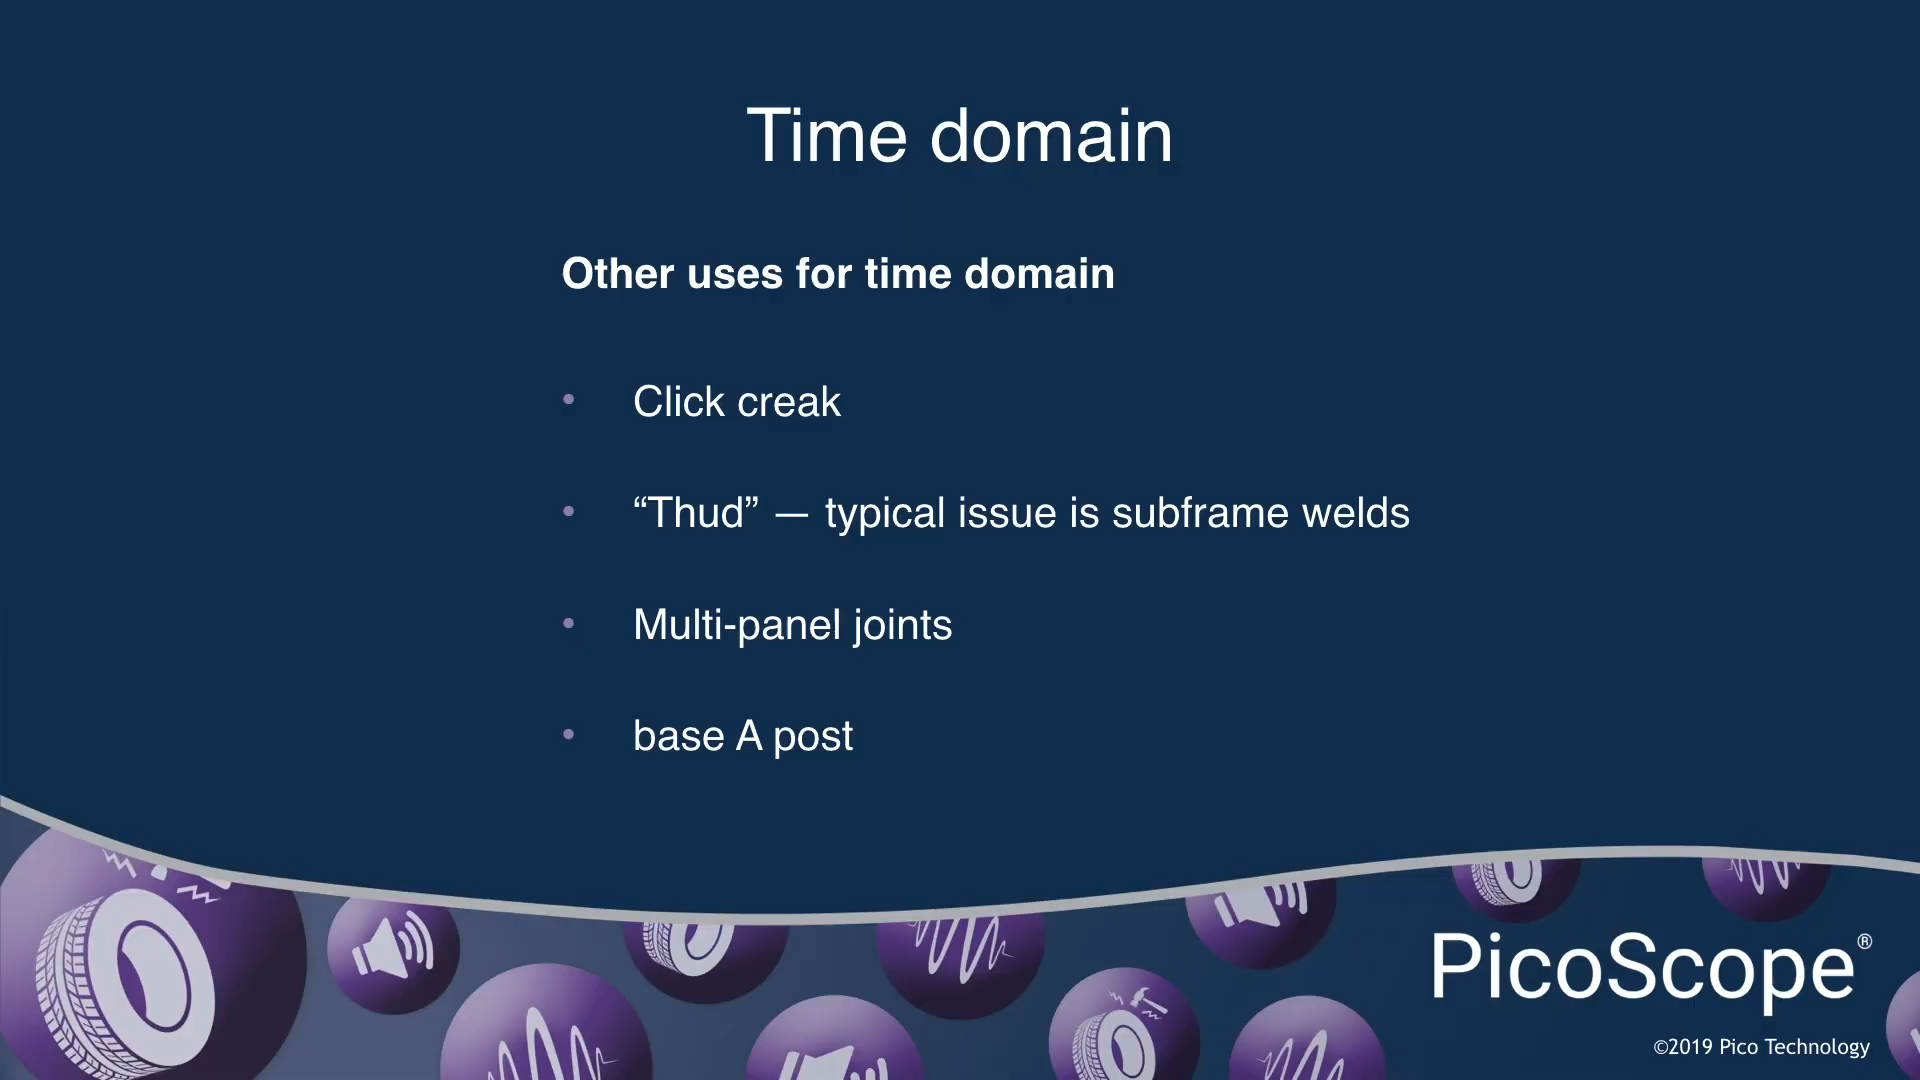 Time domain
Other uses for time domain
• Click creak
• “Thud” — typical issue is subframe welds
• Multi-panel joints
• base A post
PicoScope®
©2019 Pico Technology